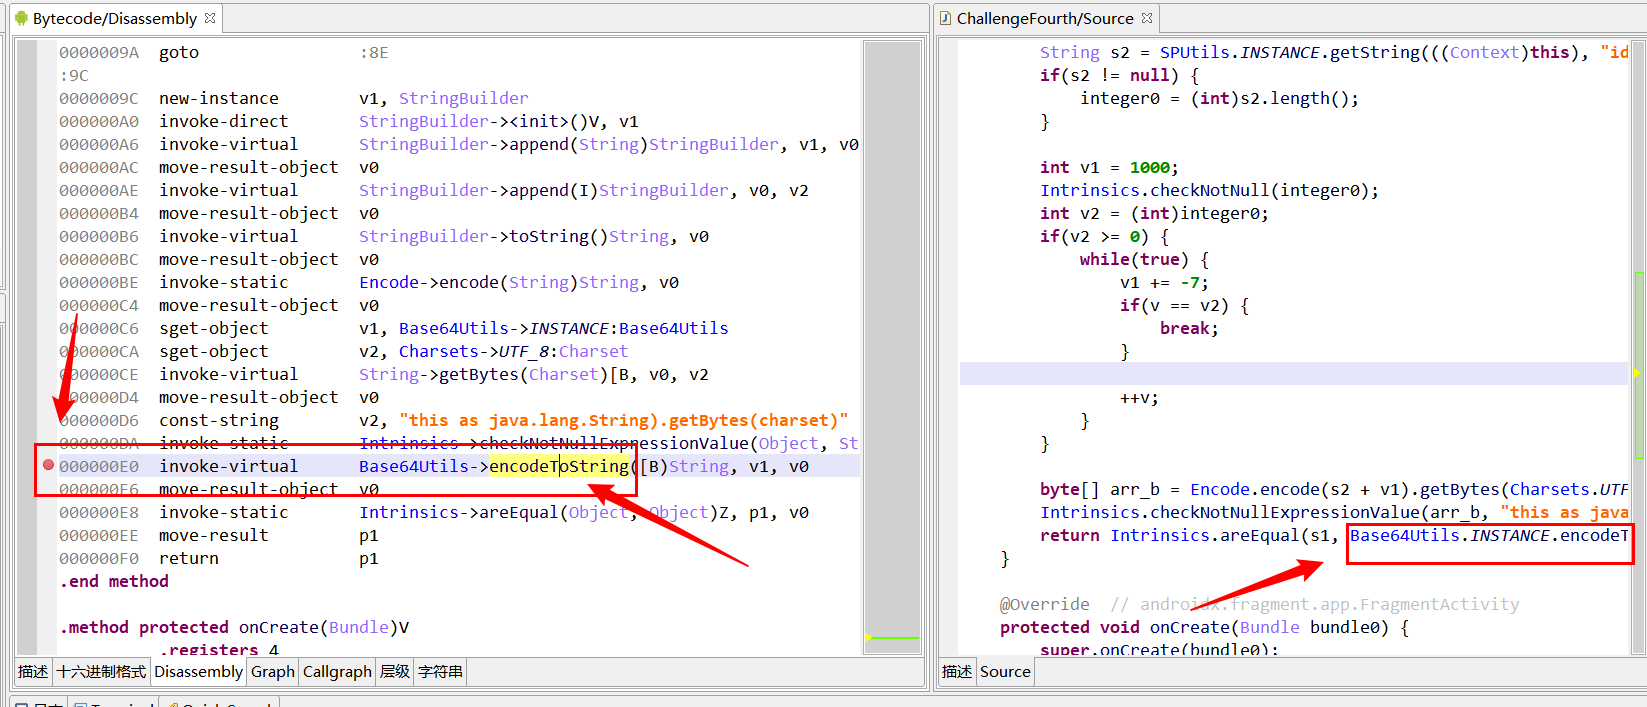 Bytecode/Disassembly
0000009A goto :8E
:9C
0000009C new-instance v1, StringBuilder
000000A0 invoke-direct StringBuilder-><init>()V, v1
000000A6 invoke-virtual StringBuilder->append(String)StringBuilder, v1, v0
000000AC move-result-object v0
000000AE invoke-virtual StringBuilder->append(I)StringBuilder, v0, v2
000000B4 move-result-object v0
000000B6 invoke-virtual StringBuilder->toString()String, v0
000000BC move-result-object v0
000000BE invoke-static Encode->encode(String)String, v0
000000C4 move-result-object v0
000000C6 sget-object v1, Base64Utils->INSTANCE:Base64Utils
000000CA sget-object v2, Charsets->UTF_8:Charset
000000CE invoke-virtual String->getBytes(Charset)[B, v0, v2
000000D4 move-result-object v0
000000D6 const-string v2, "this as java.lang.String).getBytes(charset)"
000000DA invoke-static Intrinsics->checkNotNullExpressionValue(Object, St
000000E0 invoke-virtual Base64Utils->encodeToString([B)String, v1, v0
000000E6 move-result-object v0
000000E8 invoke-static Intrinsics->areEqual(Object, Object)Z, p1, v0
000000EE move-result p1
000000F0 return p1
.end method
.method protected onCreate(Bundle)V
.registers 4
描述 十六进制格式 Disassembly Graph Callgraph 层级 字符串
ChallengeFourth/Source
String s2 = SPUtils.INSTANCE.getString(((Context)this), "id
if(s2 != null) {
integer0 = (int)s2.length();
}
int v1 = 1000;
Intrinsics.checkNotNull(integer0);
int v2 = (int)integer0;
if(v2 >= 0) {
while(true) {
v1 += -7;
if(v == v2) {
break;
}
++v;
}
}
byte[] arr_b = Encode.encode(s2 + v1).getBytes(Charsets.UTF
Intrinsics.checkNotNullExpressionValue(arr_b, "this as java
return Intrinsics.areEqual(s1, Base64Utils.INSTANCE.encodeT
}
@Override // androidx.fragment.app.FragmentActivity
protected void onCreate(Bundle bundle0) {
super.onCreate(bundle0);
描述 Source